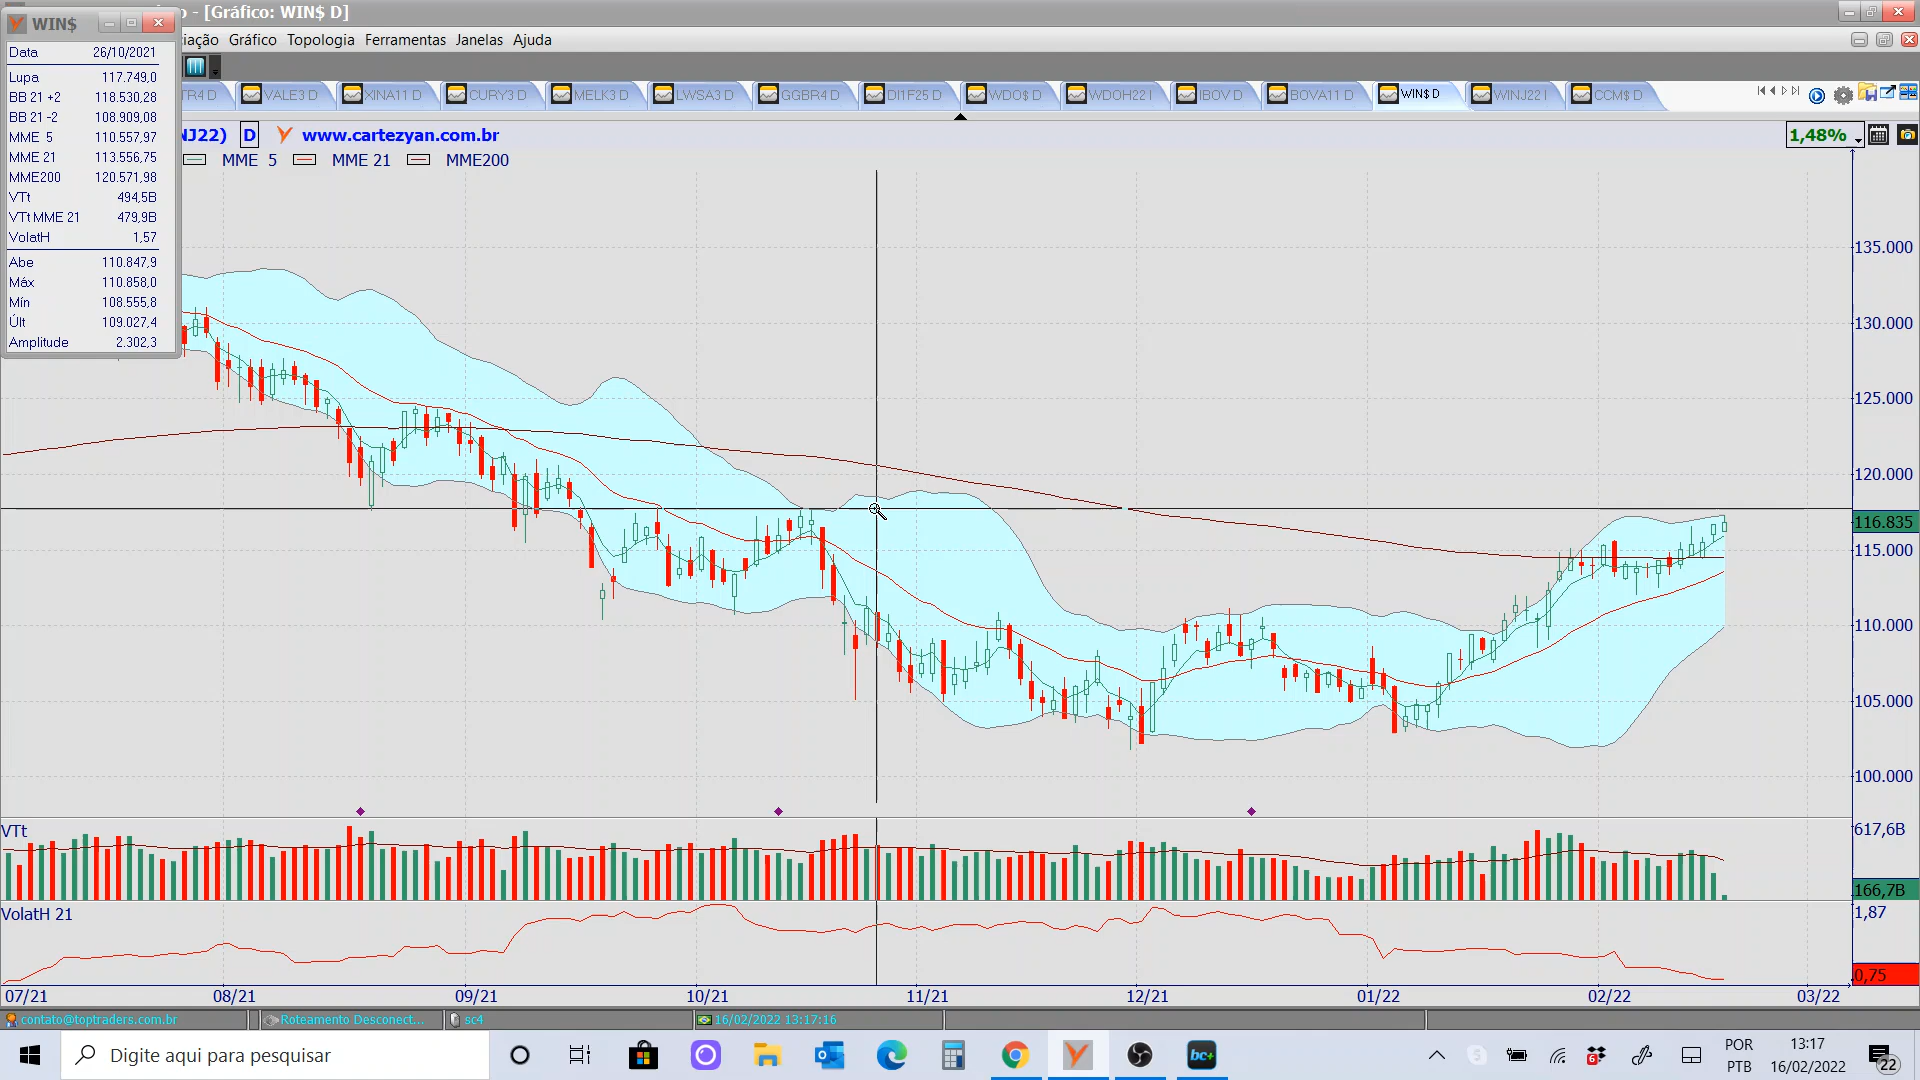 WIN$
o - [Gráfico: WIN$ D]
iação Gráfico Topologia Ferramentas Janelas Ajuda
Data 26/10/2021
Lupa 117.749,0
BB 21 +2 118.530,28
BB 21 -2 108.909,08
MME 5 110.557,97
MME 21 113.556,75
MME200 120.571,98
VTt 494,5B
VTt MME 21 479,9B
VolatH 1,57
Abe 110.847,9
Máx 110.858,0
Mín 108.555,8
Últ 109.027,4
Amplitude 2.302,3
TR4 D VALE3 D XINA11 D CURY3 D MELK3 D LWSA3 D GGBR4 D DI1F25 D WDO$ D WDOH22 I IBOV D BOVA11 D WIN$ D WINJ22 I CCM$ D
NJ22) D www.cartezyan.com.br 1,48%
MME 5 MME 21 MME200
135.000
130.000
125.000
120.000
116.835
115.000
110.000
105.000
100.000
VTt 617,6B
166,7B
VolatH 21 1,87
0,75
07/21 08/21 09/21 10/21 11/21 12/21 01/22 02/22 03/22
contato@toptraders.com.br Roteamento Desconect... sc4 16/02/2022 13:17:16
Digite aqui para pesquisar
bc+
6
POR
PTB
13:17
16/02/2022
22